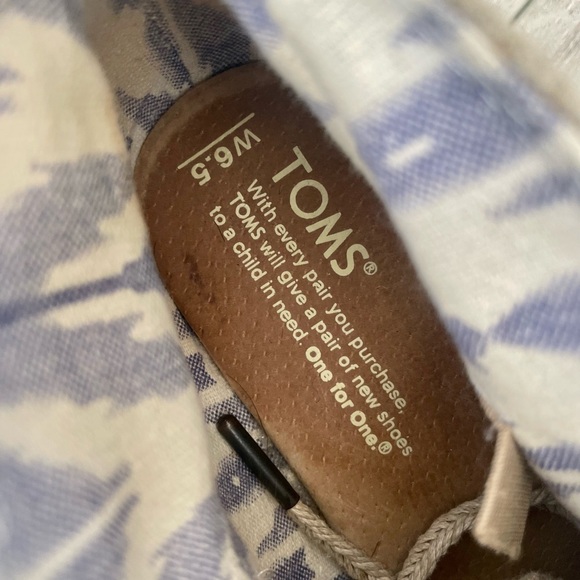 W6.5
TOMS®
With every pair you purchase,
TOMS will give a pair of new shoes
to a child in need. One for One.®